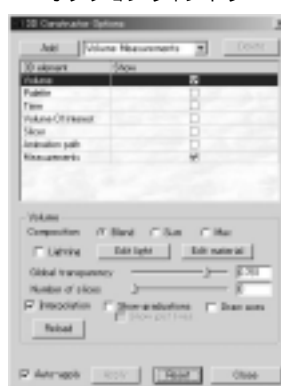 3D Constructor Options
Add
Volume Measurements
Delete
3D element
Show
Volume
Palette
Time
Volume Of Interest
Slicer
Animation path
Measurements
Volume
Composition
Blend
Sum
Max
Lighting
Edit light
Edit material
Global transparency
Number of slices
Interpolation
Show graduations
Draw axes
Reload
Auto-apply
Apply
Reset
Close